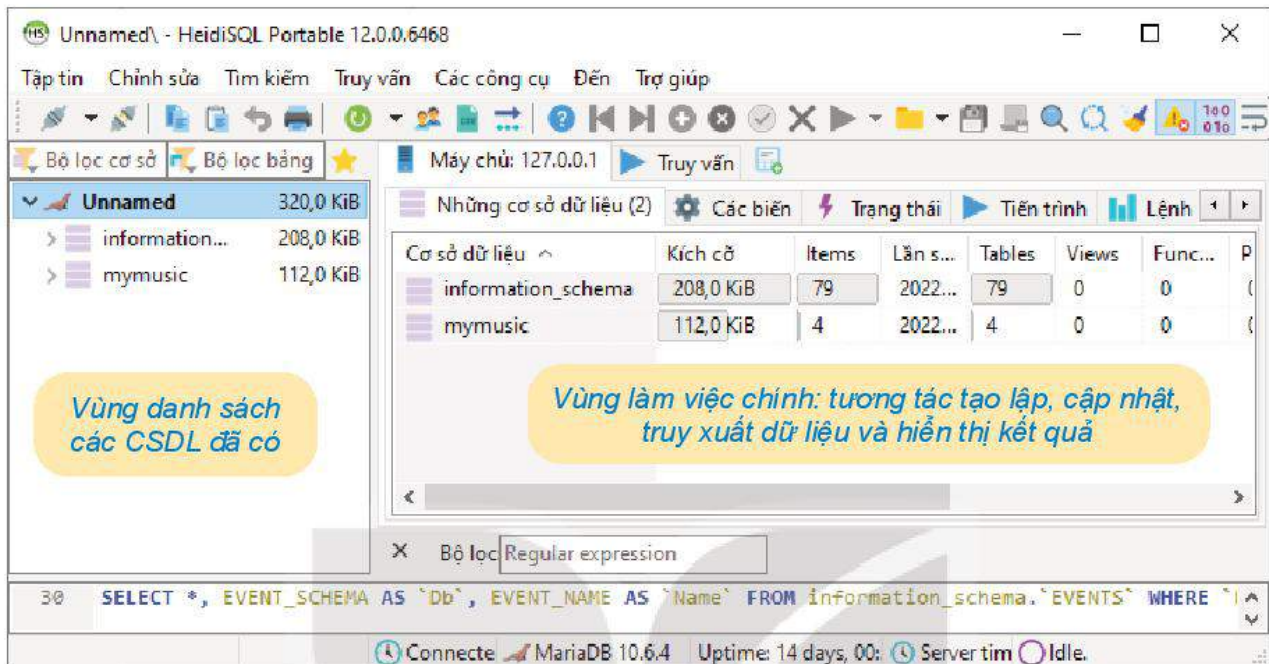 Unnamed\ - HeidiSQL Portable 12.0.0.6468
Tập tin Chỉnh sửa Tìm kiếm Truy vấn Các công cụ Đến Trợ giúp
Bộ lọc cơ sở Bộ lọc bảng
Máy chủ: 127.0.0.1 Truy vấn
Unnamed 320,0 KiB
information... 208,0 KiB
mymusic 112,0 KiB
Những cơ sở dữ liệu (2) Các biến Trạng thái Tiến trình Lệnh
Cơ sở dữ liệu Kích cỡ Items Lần s... Tables Views Func... P
information_schema 208,0 KiB 79 2022... 79 0 0
mymusic 112,0 KiB 4 2022... 4 0 0
Vùng danh sách
các CSDL đã có
Vùng làm việc chính: tương tác tạo lập, cập nhật,
truy xuất dữ liệu và hiển thị kết quả
Bộ lọc Regular expression
30 SELECT *, EVENT_SCHEMA AS `Db`, EVENT_NAME AS `Name` FROM information_schema.`EVENTS` WHERE `
Connecte MariaDB 10.6.4 Uptime: 14 days, 00: Server tim Idle.